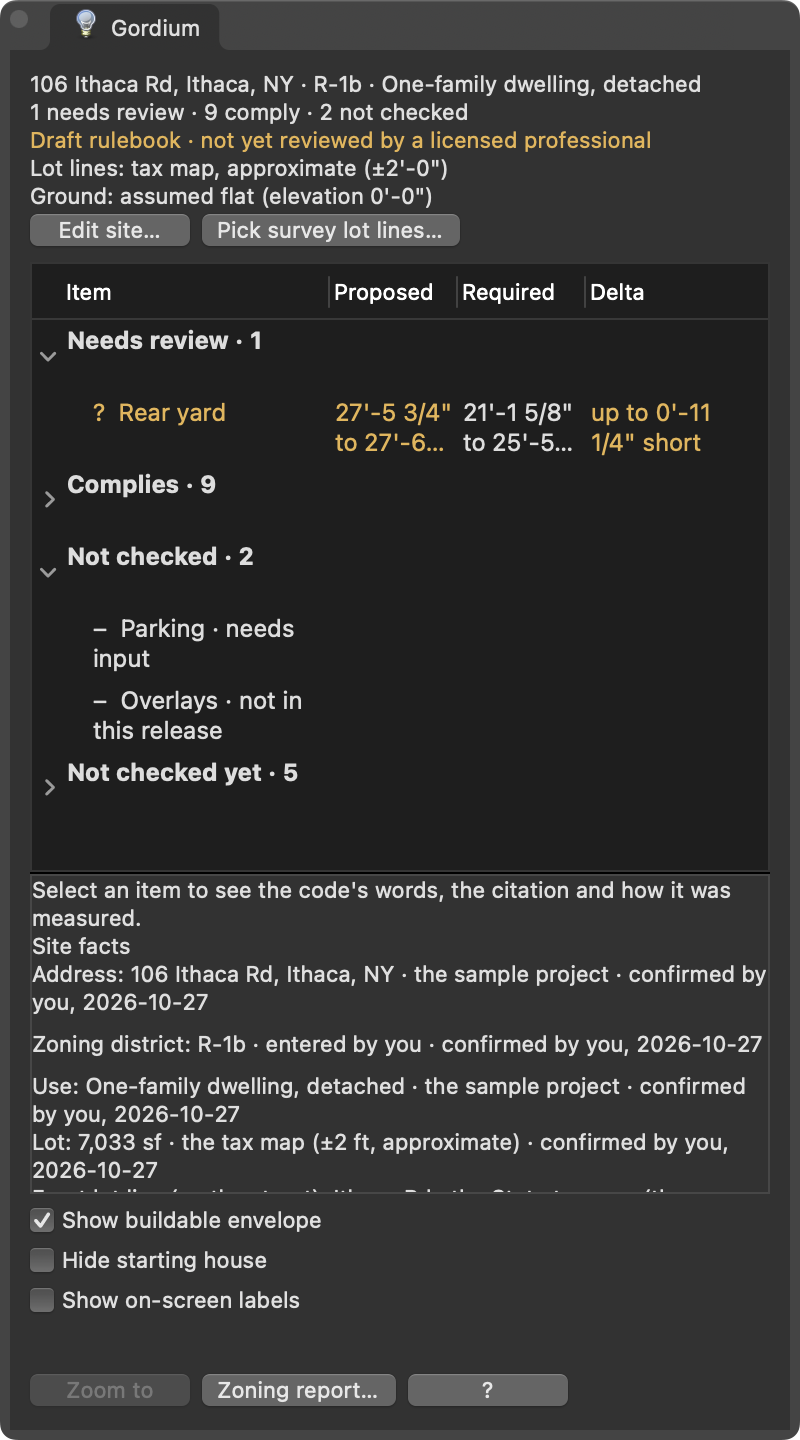 Gordium
106 Ithaca Rd, Ithaca, NY · R-1b · One-family dwelling, detached
1 needs review · 9 comply · 2 not checked
Draft rulebook · not yet reviewed by a licensed professional
Lot lines: tax map, approximate (±2'-0")
Ground: assumed flat (elevation 0'-0")
Edit site... Pick survey lot lines...
Item Proposed Required Delta
Needs review · 1
? Rear yard 27'-5 3/4" 21'-1 5/8" up to 0'-11
to 27'-6... to 25'-5... 1/4" short
Complies · 9
Not checked · 2
– Parking · needs
input
– Overlays · not in
this release
Not checked yet · 5
Select an item to see the code's words, the citation and how it was
measured.
Site facts
Address: 106 Ithaca Rd, Ithaca, NY · the sample project · confirmed by
you, 2026-10-27
Zoning district: R-1b · entered by you · confirmed by you, 2026-10-27
Use: One-family dwelling, detached · the sample project · confirmed
by you, 2026-10-27
Lot: 7,033 sf · the tax map (±2 ft, approximate) · confirmed by you,
2026-10-27
Show buildable envelope
Hide starting house
Show on-screen labels
Zoom to Zoning report... ?